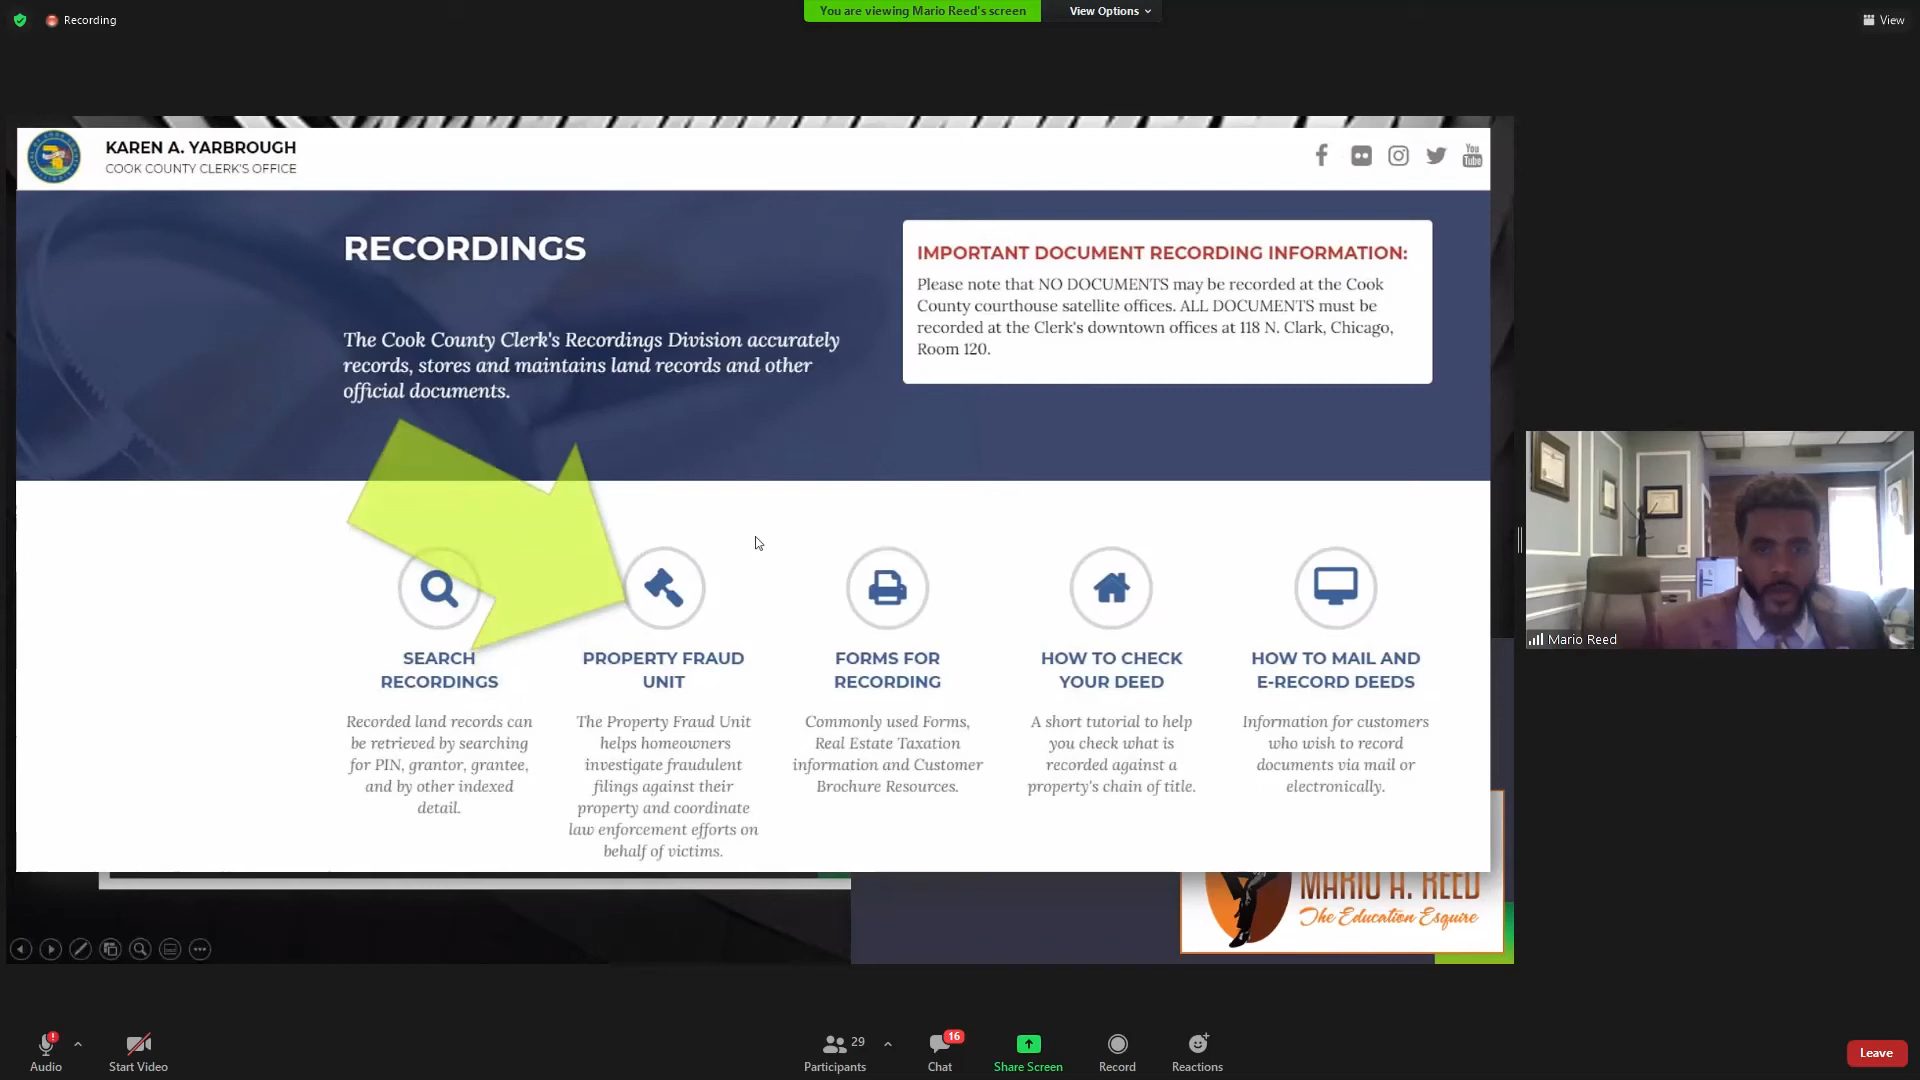 Recording
You are viewing Mario Reed's screen
View Options
View
KAREN A. YARBROUGH
COOK COUNTY CLERK'S OFFICE
You
Tube
RECORDINGS
The Cook County Clerk's Recordings Division accurately
records, stores and maintains land records and other
official documents.
IMPORTANT DOCUMENT RECORDING INFORMATION:
Please note that NO DOCUMENTS may be recorded at the Cook
County courthouse satellite offices. ALL DOCUMENTS must be
recorded at the Clerk's downtown offices at 118 N. Clark, Chicago,
Room 120.
SEARCH
RECORDINGS
Recorded land records can
be retrieved by searching
for PIN, grantor, grantee,
and by other indexed
detail.
PROPERTY FRAUD
UNIT
The Property Fraud Unit
helps homeowners
investigate fraudulent
filings against their
property and coordinate
law enforcement efforts on
behalf of victims.
FORMS FOR
RECORDING
Commonly used Forms,
Real Estate Taxation
information and Customer
Brochure Resources.
HOW TO CHECK
YOUR DEED
A short tutorial to help
you check what is
recorded against a
property's chain of title.
HOW TO MAIL AND
E-RECORD DEEDS
Information for customers
who wish to record
documents via mail or
electronically.
MARIO A. REED
The Education Esquire
Mario Reed
Audio
Start Video
29
Participants
16
Chat
Share Screen
Record
Reactions
Leave